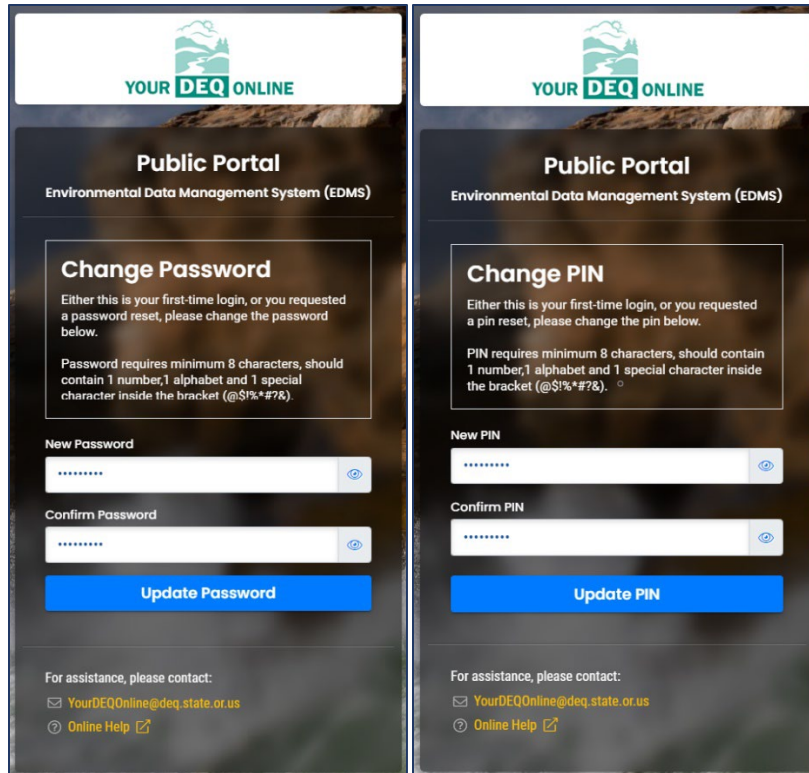 YOUR DEQ ONLINE
Public Portal
Environmental Data Management System (EDMS)
Change Password
Either this is your first-time login, or you requested
a password reset, please change the password
below.
Password requires minimum 8 characters, should
contain 1 number,1 alphabet and 1 special
character inside the bracket (@$!%*#?&).
New Password
•••••••••
Confirm Password
•••••••••
Update Password
For assistance, please contact:
YourDEQOnline@deq.state.or.us
Online Help
YOUR DEQ ONLINE
Public Portal
Environmental Data Management System (EDMS)
Change PIN
Either this is your first-time login, or you requested
a pin reset, please change the pin below.
PIN requires minimum 8 characters, should contain
1 number,1 alphabet and 1 special character inside
the bracket (@$!%*#?&).
New PIN
•••••••••
Confirm PIN
•••••••••
Update PIN
For assistance, please contact:
YourDEQOnline@deq.state.or.us
Online Help